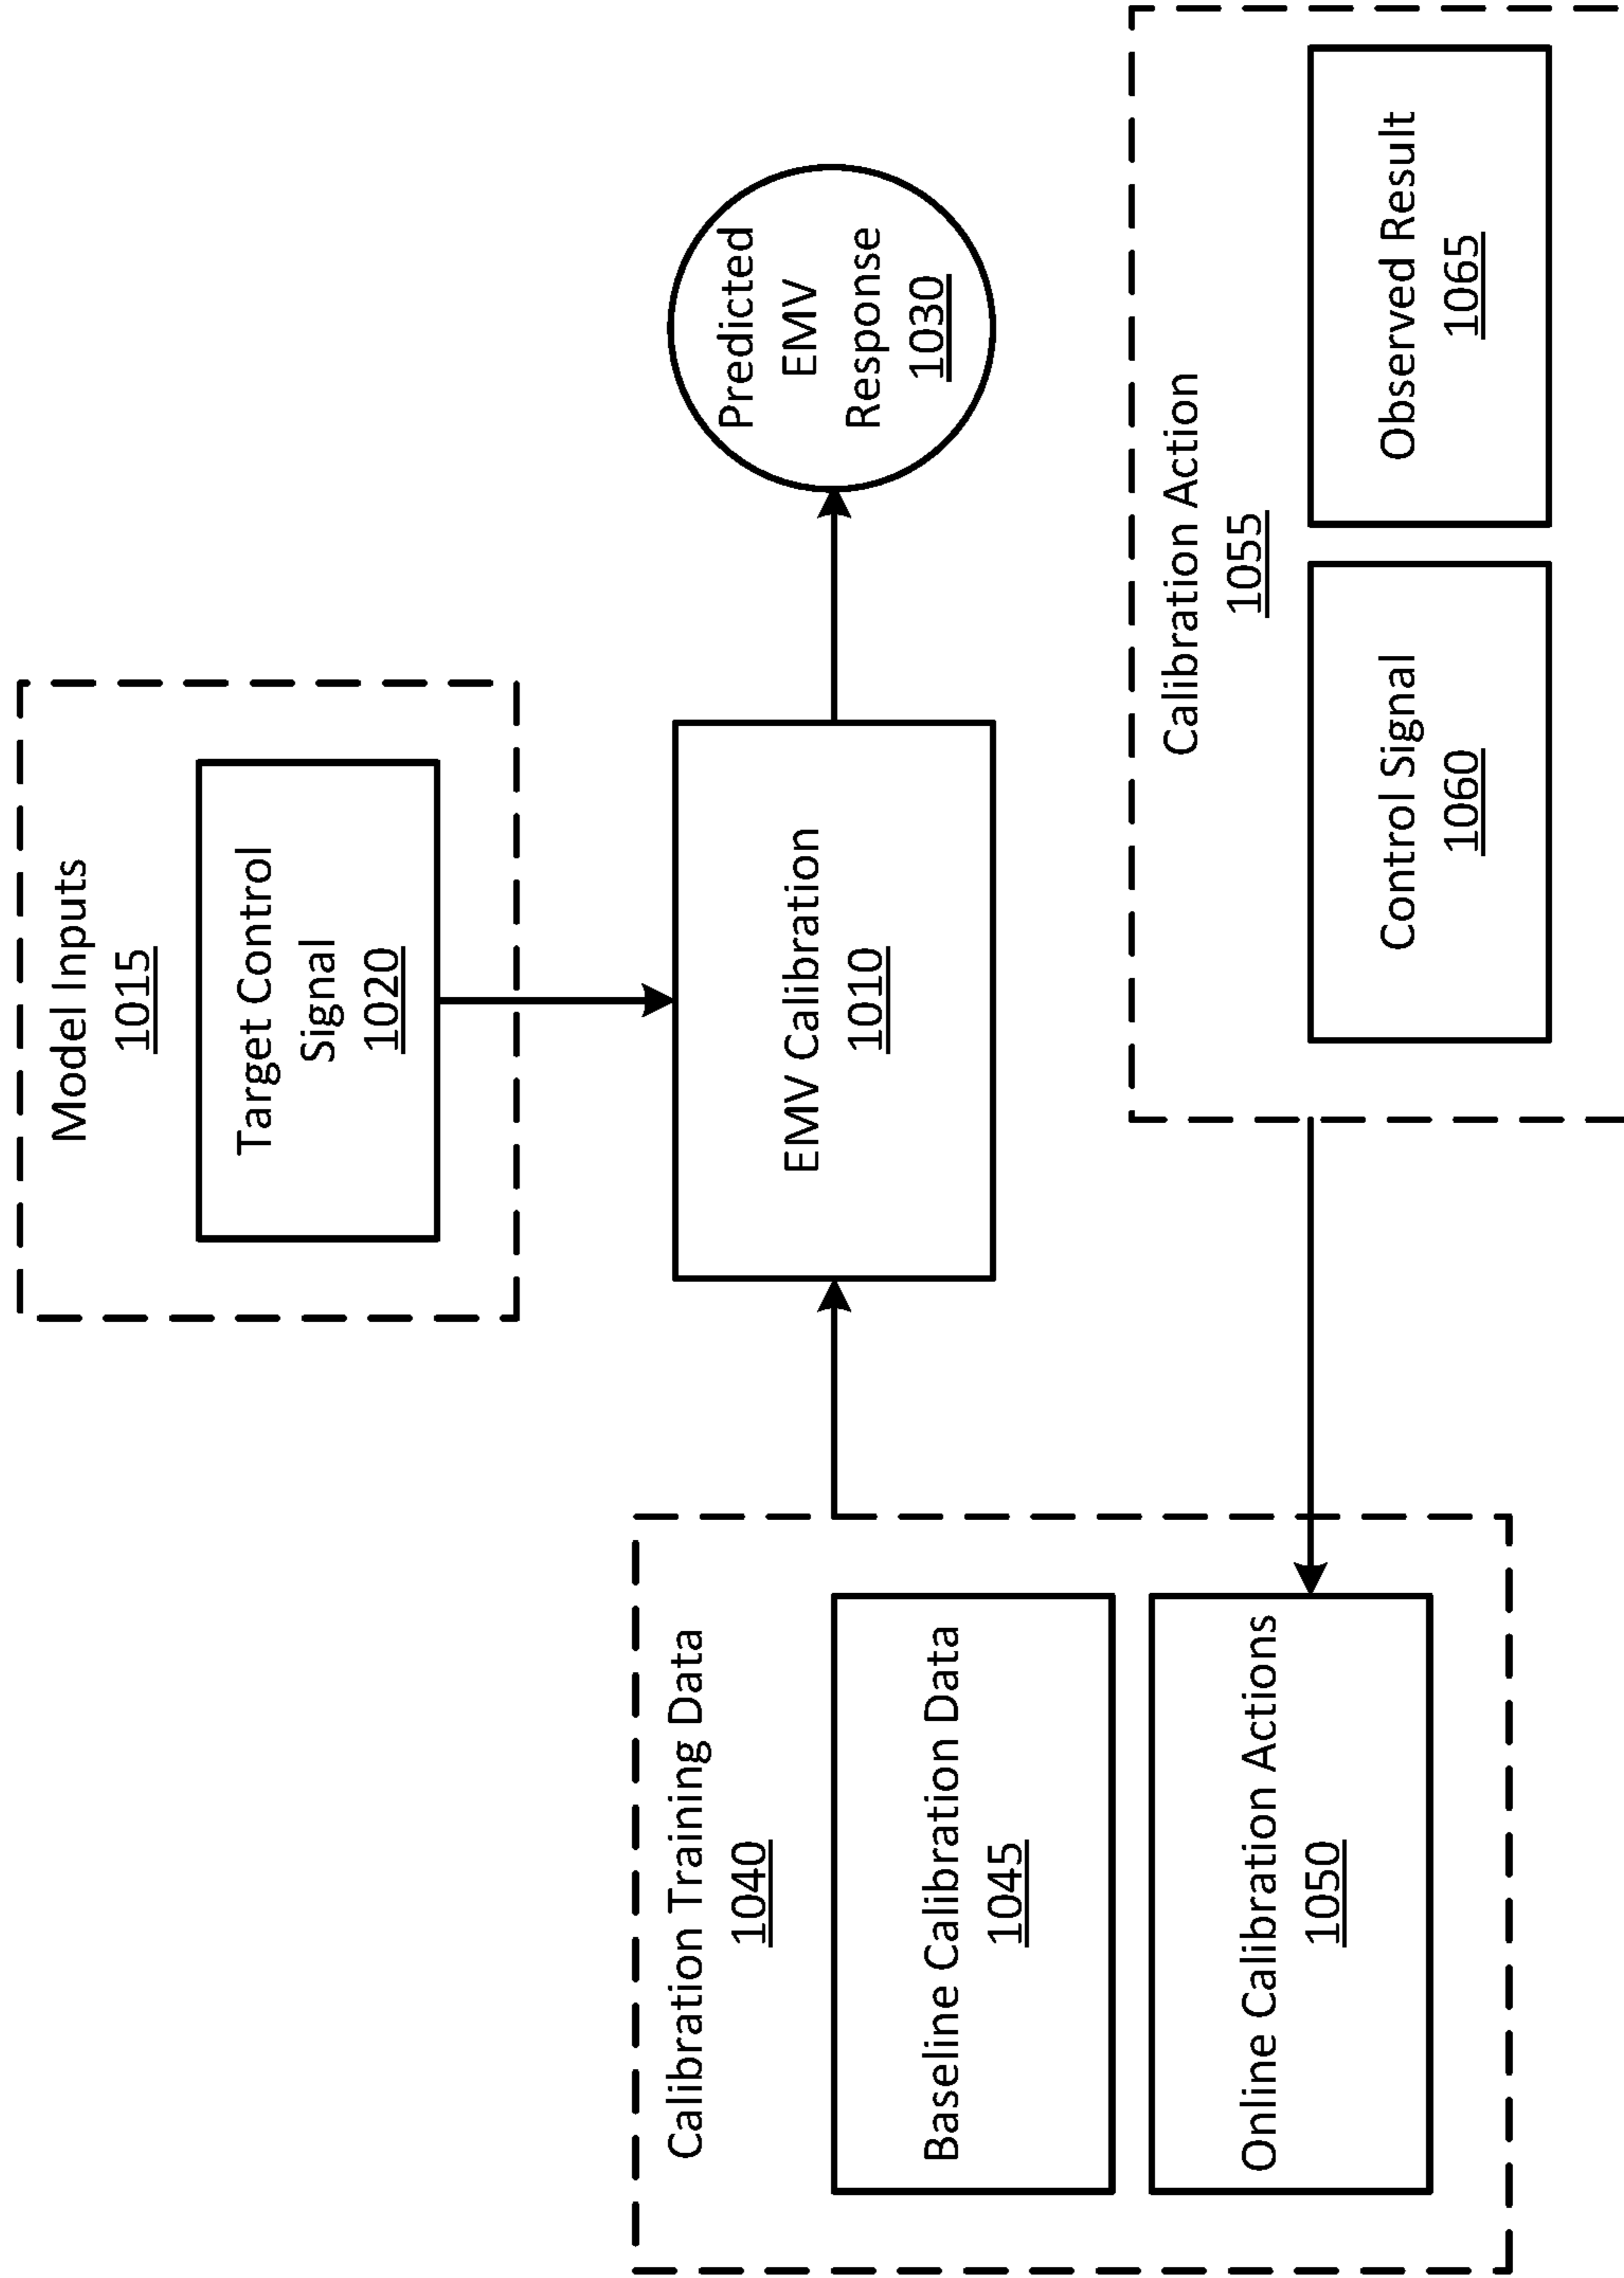 Model Inputs
1015
Target Control
Signal
1020
Calibration Training Data
1040
Baseline Calibration Data
1045
Online Calibration Actions
1050
EMV Calibration
1010
Predicted
EMV
Response
1030
Calibration Action
1055
Control Signal
1060
Observed Result
1065